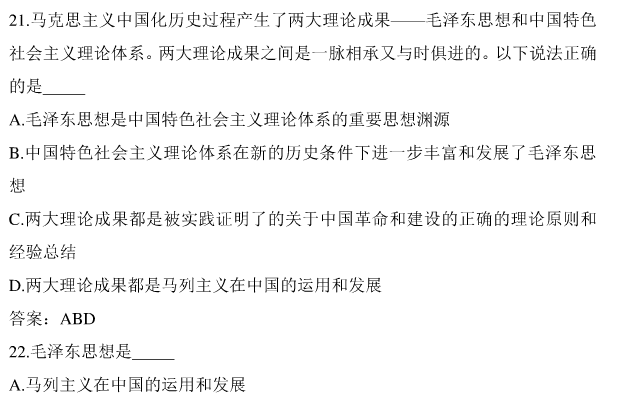 21.马克思主义中国化历史过程产生了两大理论成果——毛泽东思想和中国特色
社会主义理论体系。两大理论成果之间是一脉相承又与时俱进的。以下说法正确
的是_____
A.毛泽东思想是中国特色社会主义理论体系的重要思想渊源
B.中国特色社会主义理论体系在新的历史条件下进一步丰富和发展了毛泽东思
想
C.两大理论成果都是被实践证明了的关于中国革命和建设的正确的理论原则和
经验总结
D.两大理论成果都是马列主义在中国的运用和发展
答案：ABD
22.毛泽东思想是_____
A.马列主义在中国的运用和发展